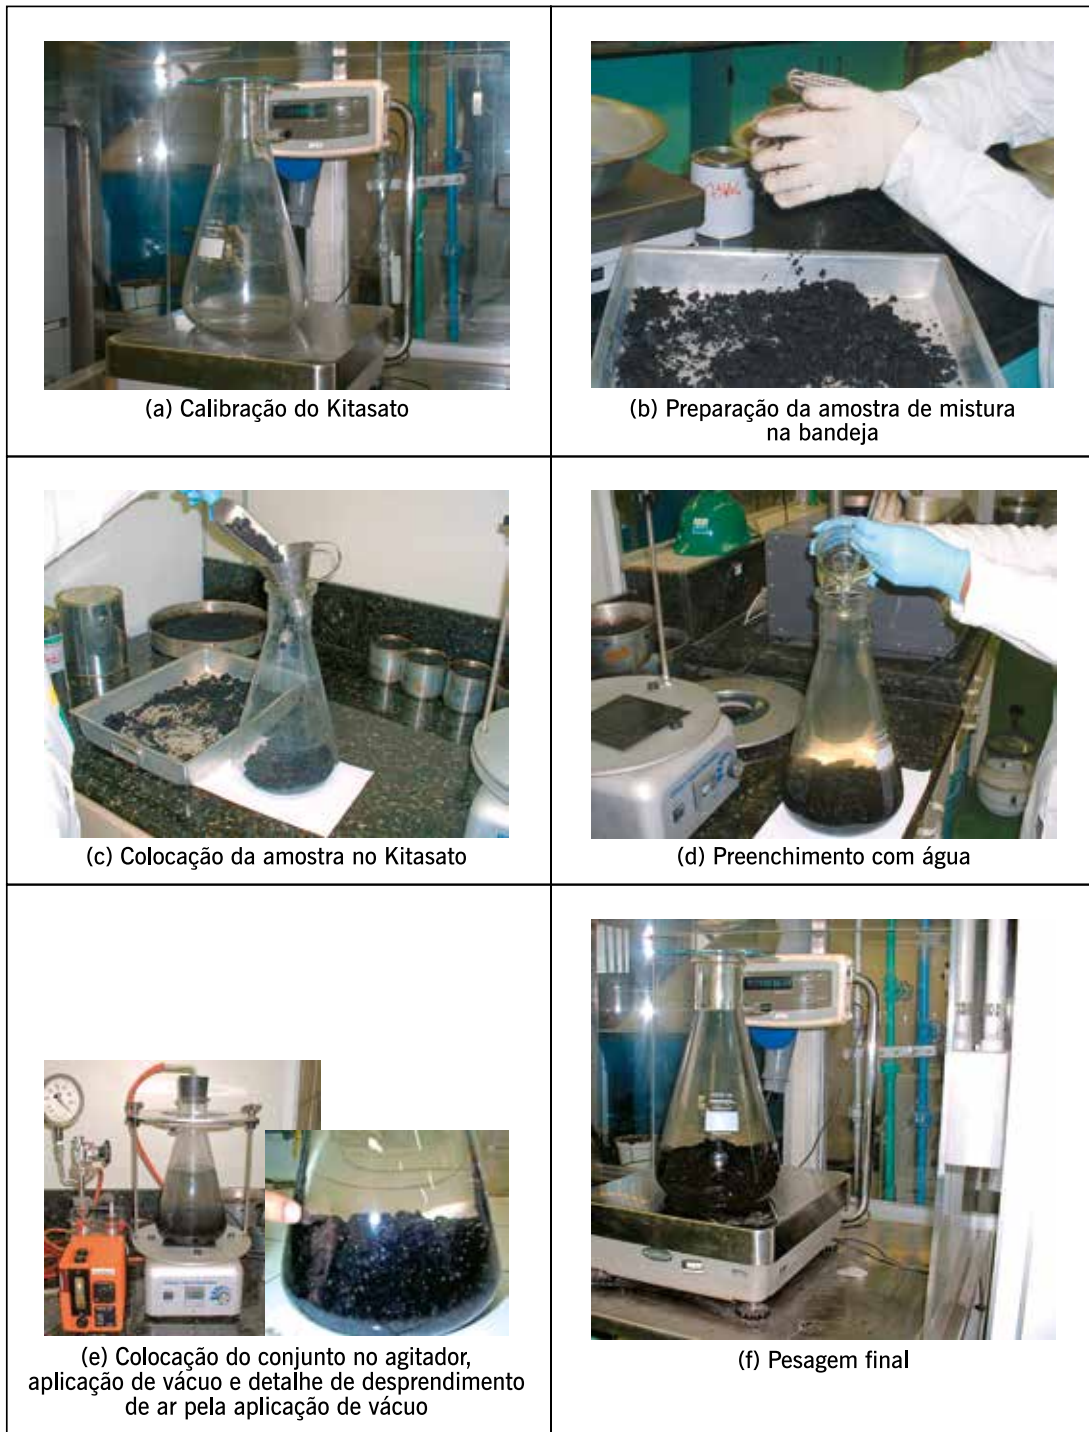 (a) Calibração do Kitasato
(b) Preparação da amostra de mistura
na bandeja
(c) Colocação da amostra no Kitasato
(d) Preenchimento com água
(e) Colocação do conjunto no agitador,
aplicação de vácuo e detalhe de desprendimento
de ar pela aplicação de vácuo
(f) Pesagem final